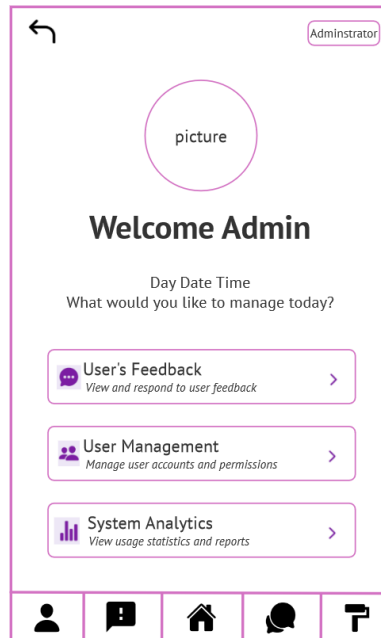 Adminstrator
picture
Welcome Admin
Day Date Time
What would you like to manage today?
User's Feedback
View and respond to user feedback
User Management
Manage user accounts and permissions
System Analytics
View usage statistics and reports